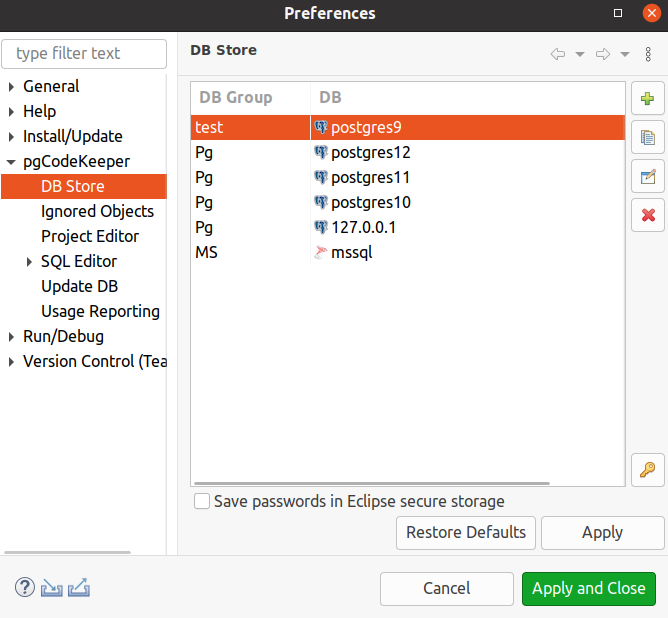 Preferences
type filter text
General
Help
Install/Update
pgCodeKeeper
DB Store
Ignored Objects
Project Editor
SQL Editor
Update DB
Usage Reporting
Run/Debug
Version Control (Tea
DB Store
DB Group DB
test postgres9
Pg postgres12
Pg postgres11
Pg postgres10
Pg 127.0.0.1
MS mssql
Save passwords in Eclipse secure storage
Restore Defaults Apply
Cancel Apply and Close